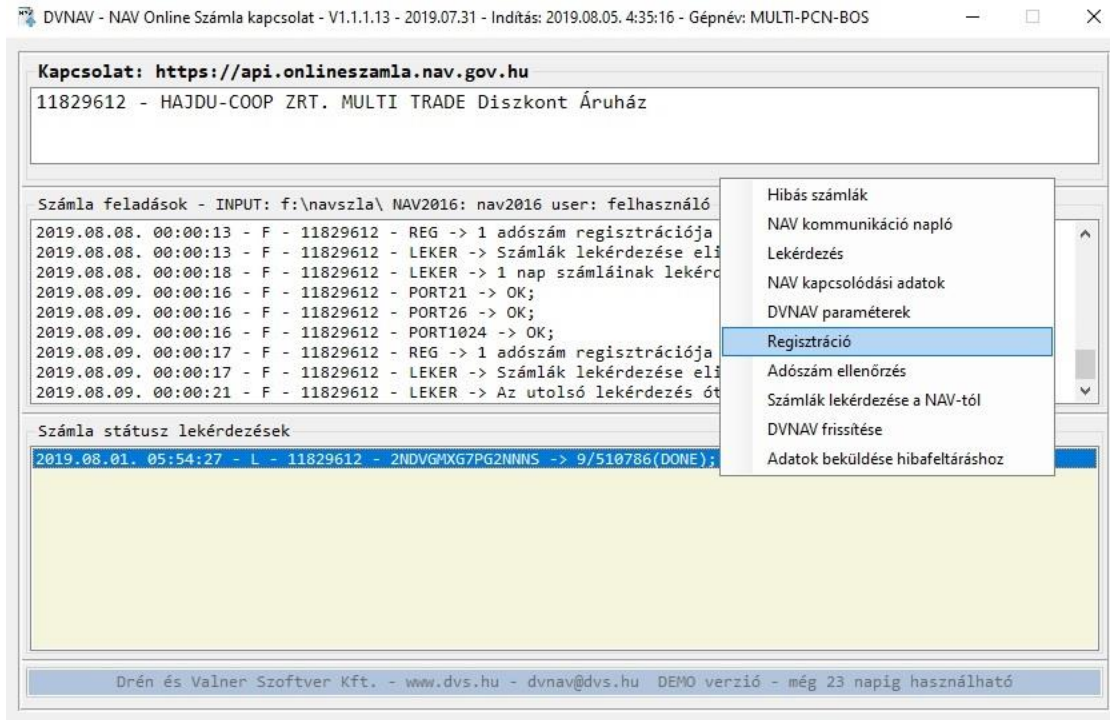 DVNAV - NAV Online Számla kapcsolat - V1.1.1.13 - 2019.07.31 - Indítás: 2019.08.05. 4:35:16 - Gépnév: MULTI-PCN-BOS
Kapcsolat: https://api.onlineszamla.nav.gov.hu
11829612 - HAJDU-COOP ZRT. MULTI TRADE Diszkont Áruház
Számla feladások - INPUT: f:\navszla\ NAV2016: nav2016 user: felhasználó
2019.08.08. 00:00:13 - F - 11829612 - REG -> 1 adószám regisztrációja
2019.08.08. 00:00:13 - F - 11829612 - LEKER -> Számlák lekérdezése eli
2019.08.08. 00:00:18 - F - 11829612 - LEKER -> 1 nap számláinak lekérd
2019.08.09. 00:00:16 - F - 11829612 - PORT21 -> OK;
2019.08.09. 00:00:16 - F - 11829612 - PORT26 -> OK;
2019.08.09. 00:00:16 - F - 11829612 - PORT1024 -> OK;
2019.08.09. 00:00:17 - F - 11829612 - REG -> 1 adószám regisztrációja
2019.08.09. 00:00:17 - F - 11829612 - LEKER -> Számlák lekérdezése eli
2019.08.09. 00:00:21 - F - 11829612 - LEKER -> Az utolsó lekérdezés ót
Hibás számlák
NAV kommunikáció napló
Lekérdezés
NAV kapcsolódási adatok
DVNAV paraméterek
Regisztráció
Adószám ellenőrzés
Számlák lekérdezése a NAV-tól
DVNAV frissítése
Adatok beküldése hibafeltáráshoz
Számla státusz lekérdezések
2019.08.01. 05:54:27 - L - 11829612 - 2NDVGMXG7PG2NNNS -> 9/510786(DONE);
Drén és Valner Szoftver Kft. - www.dvs.hu - dvnav@dvs.hu DEMO verzió - még 23 napig használható